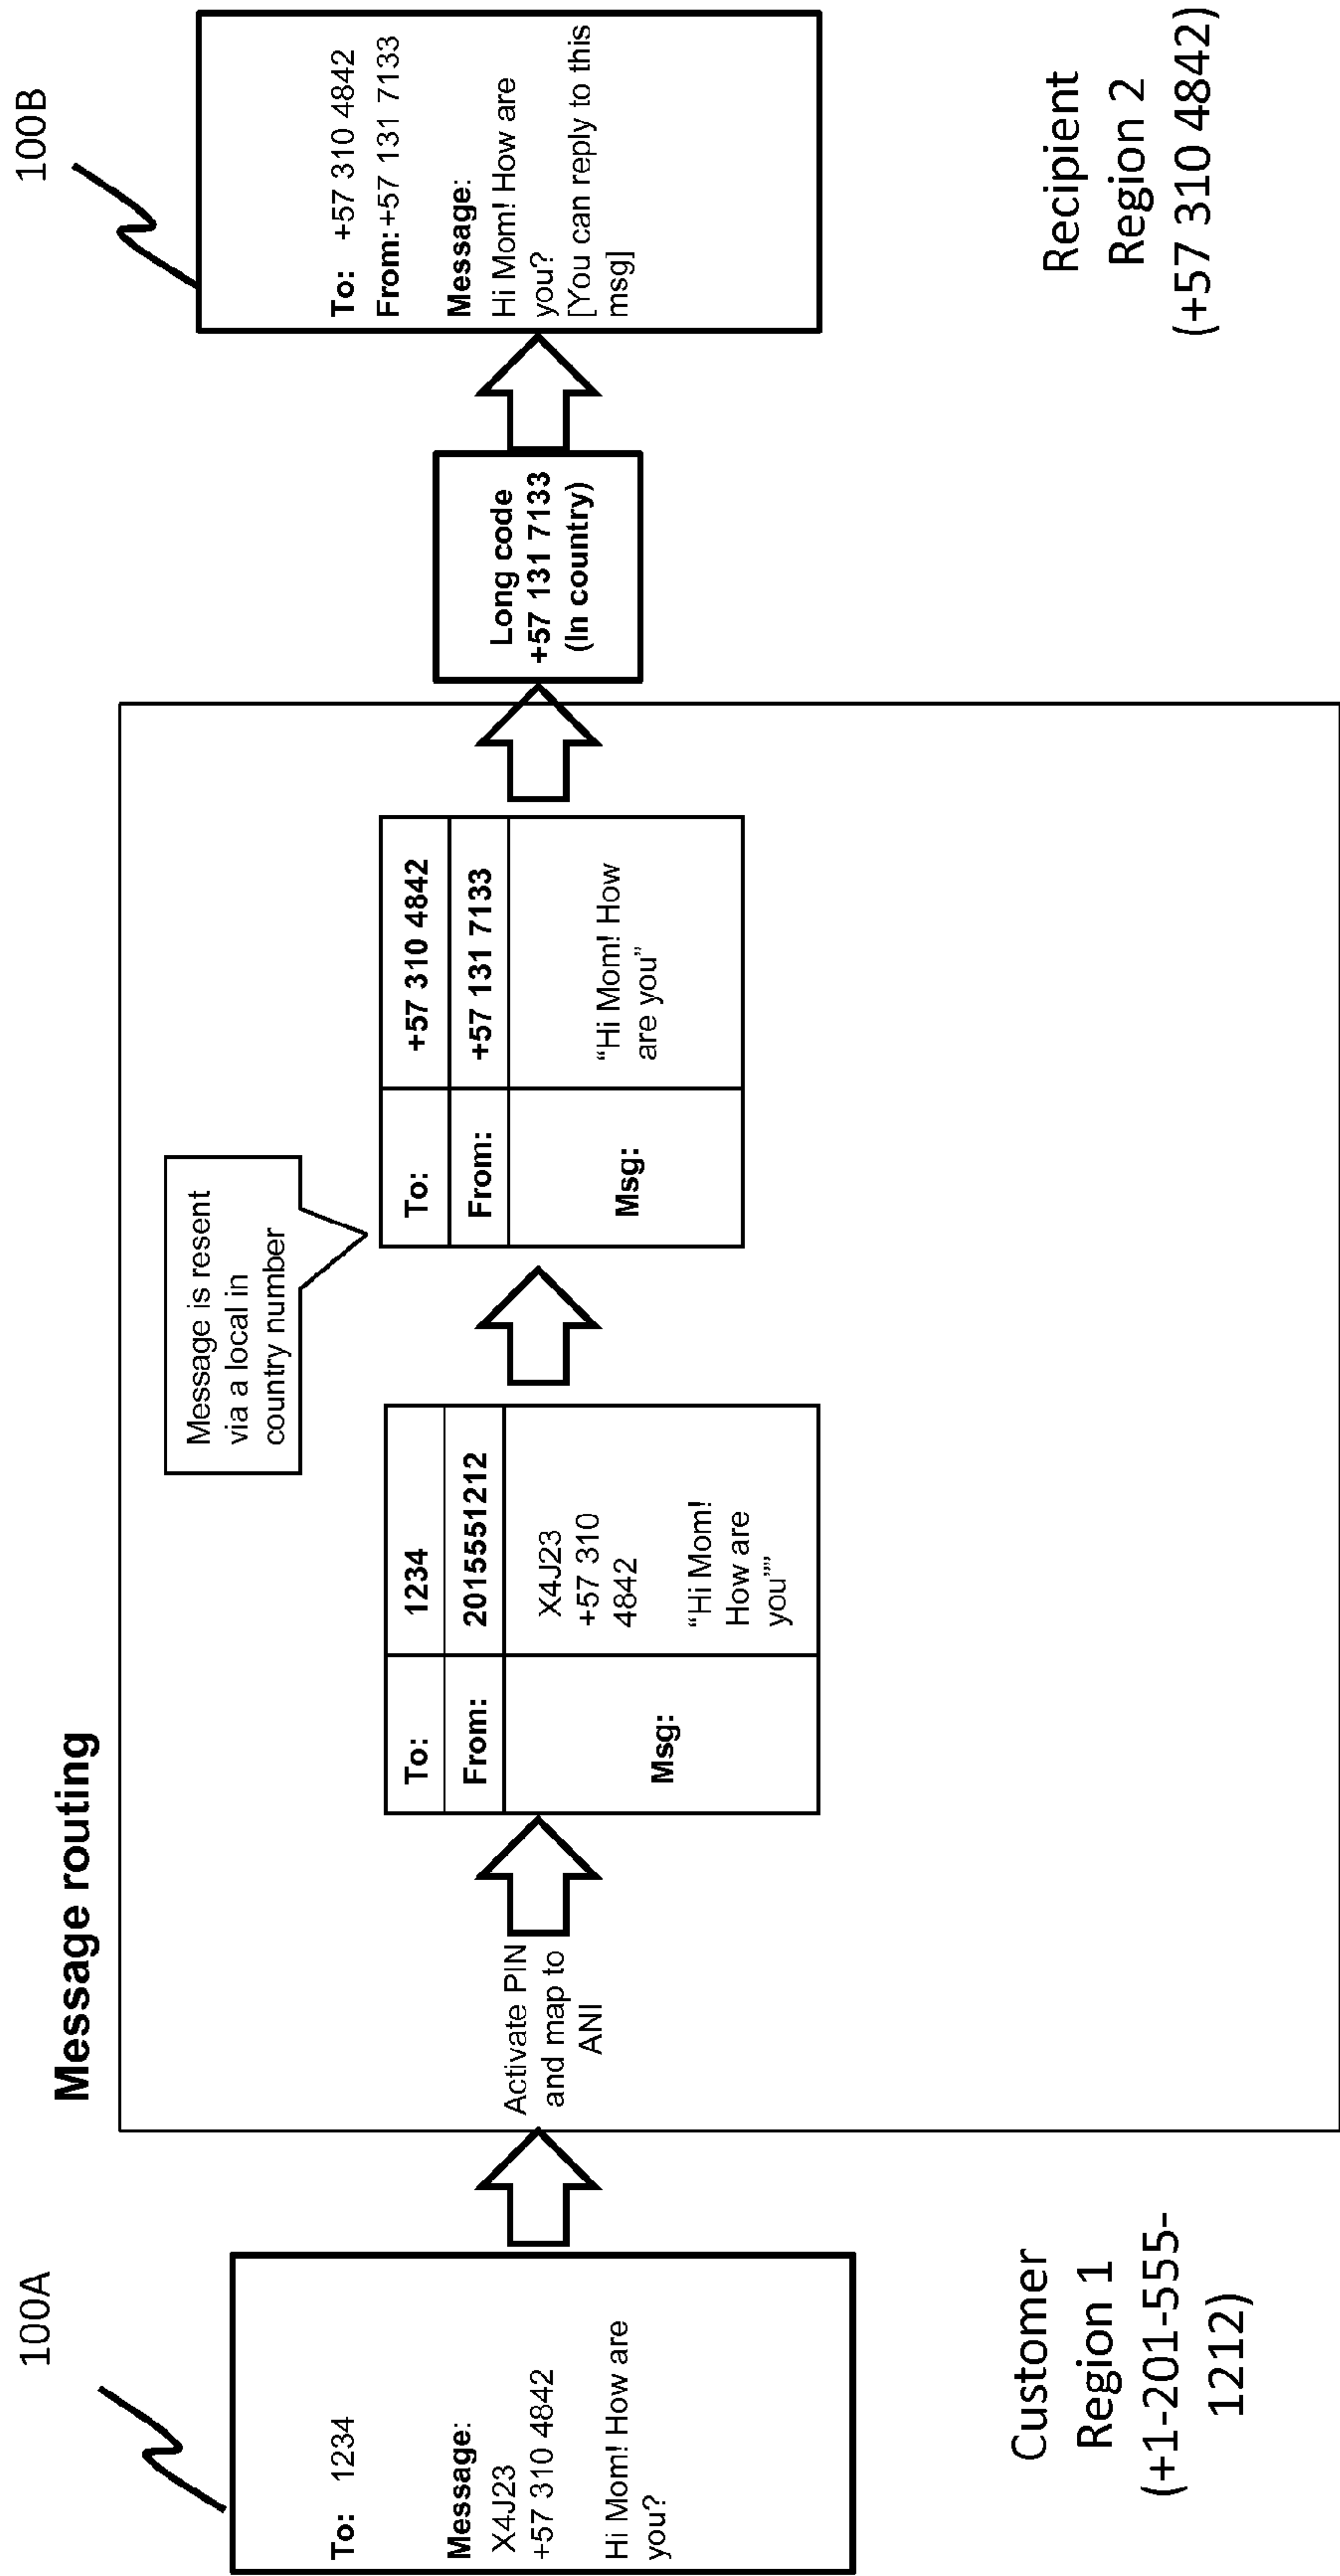 Message routing
100A
To: 1234
Message:
X4J23
+57 310 4842
Hi Mom! How are
you?
Customer
Region 1
(+1-201-555-
1212)
Activate PIN
and map to
ANI
To: 1234
From: 2015551212
Msg:
X4J23
+57 310
4842
“Hi Mom!
How are
you””
Message is resent
via a local in
country number
To: +57 310 4842
From: +57 131 7133
Msg:
“Hi Mom! How
are you”
Long code
+57 131 7133
(In country)
100B
To: +57 310 4842
From: +57 131 7133
Message:
Hi Mom! How are
you?
[You can reply to this
msg]
Recipient
Region 2
(+57 310 4842)